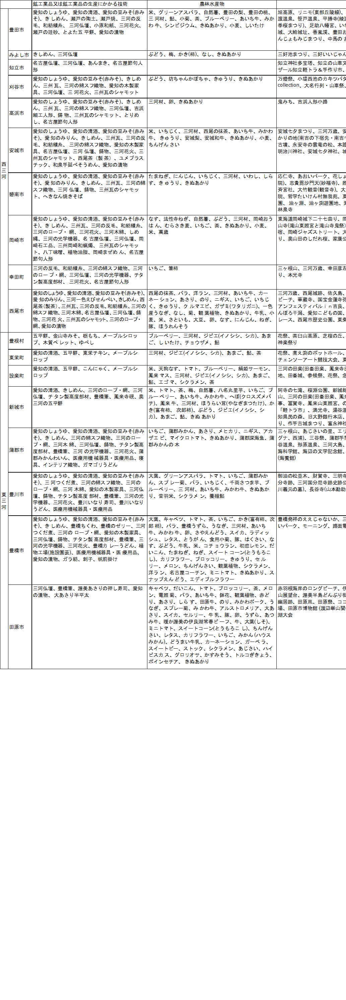 鉱工業品又は鉱工業品の生産にかかる技術
農林水産物
西三河
豊田市
愛知のしょうゆ、愛知の清酒、愛知の豆みそ(赤み
そ)、き しめん、瀬戸の陶土、瀬戸焼、三河の反
毛、和紡績糸、 三河仏壇、小原和紙、三河花火、
瀬戸の珪砂、とよた五 平餅、愛知の漬物
米、グリーンアスパラ、自然薯、豊田の梨、豊田の桃、
三 河材、鮎、小菊、茶、ブルーベリー、あいち牛、みか
わ 牛、シンビジウム、きぬあかり、小麦、しいたけ
旭高原、リニモ(東部丘陵線)、
渡温泉、笹戸温泉、平勝寺(綾渡
季桜まつり)、足助八幡宮、いな
城、大給城址、香嵐渓、豊田お
んじょもみじまつり、中馬の お
みよし市
きしめん、三河仏壇
ぶどう、梅、かき(柿)、なし、きぬあかり
三好池まつり、三好いいじゃん
知立市
名古屋仏壇、三河仏壇、あんまき、名古屋節句人
形
知立神社多宝塔、知立の山車文
ザール知立軽トラ＆手作り市、
刈谷市
愛知のしょうゆ、愛知の豆みそ(赤みそ)、きしめ
ん、三州 瓦、三河の綿スフ織物、愛知の木製家
具、三河仏壇、三 河花火、三州瓦のシャモット
ぶどう、坊ちゃんかぼちゃ、きゅうり、きぬあかり
万燈祭、小堤西池のカキツバタ
collection、大名行列・山車祭、
高浜市
愛知のしょうゆ、愛知の豆みそ(赤みそ)、きしめ
ん、三州 瓦、三河の綿スフ織物、三河仏壇、吉浜
細工人形、鋳 物、三州瓦のシャモット、とりめ
し、名古屋節句人形
三河材、卵、きぬあかり
鬼みち、吉浜人形小路
安城市
愛知のしょうゆ、愛知の清酒、愛知の豆みそ(赤み
そ)、愛 知のみりん、きしめん、三州瓦、三河の反
毛、和紡績糸、 三河の綿スフ織物、愛知の木製家
具、名古屋仏壇、三河 仏壇、鋳物、三河花火、三
州瓦のシャモット、西尾茶（製 茶）、ユメプラス
チック、和泉手延べそうめん、愛知の漬物
米、いちじく、三河材、西尾の抹茶、あいち牛、みかわ
牛、 きゅうり、安城梨、安城和牛、きぬあかり、小麦、
ちんげん さい
安城七夕まつり、三河万歳、安
かりの地(南吉の下宿先・南吉ウ
古墳、永安寺の雲竜の松、本證
明治川神社、安城七夕神社、城
碧南市
愛知のしょうゆ、愛知の清酒、愛知の豆みそ(赤み
そ)、愛 知のみりん、きしめん、三州瓦、三河の綿
スフ織物、三河 仏壇、鋳物、三州瓦のシャモッ
ト、へきなん焼きそば
たまねぎ、にんじん、いちじく、三河材、いわし、しら
す、き ゅうり、きぬあかり
応仁寺、あおいパーク、花しょ
院)、志貴毘沙門天(妙福寺)、照
斉宮社、大竹観音(観音寺)、大
院、哲学たいけん村無我苑、東
園、 油ヶ淵、油ヶ渕遊園地、海
林泉寺
岡崎市
愛知のしょうゆ、愛知の清酒、愛知の豆みそ(赤み
そ)、き しめん、三州瓦、三河の反毛、和紡績糸、
三河のロープ・ 網、三河花火、三河木綿、しめ
縄、三河の光学機器、名 古屋仏壇、三河仏壇、岡
崎石工品、三州岡崎和蝋燭、 三州瓦のシャモッ
ト、八丁味噌、植物油脂、岡崎まぜめ ん、名古屋
節句人形
なす、法性寺ねぎ、自然薯、ぶどう、三河材、岡崎おう
は ん、むらさき麦、いちご、茶、きぬあかり、小麦、
米、萬歳
東海道岡崎城下二十七曲り、岡
山寺(滝山東照宮と滝山寺鬼祭)
宿、岡崎ジャズストリート、大
り、奥山田のしだれ桜、家康公
幸田町
三河の反毛、和紡績糸、三河の綿スフ織物、三河
のロー プ・網、三河仏壇、三河の光学機器、チタ
ン製高度部材、 三河花火、名古屋節句人形
いちご、筆柿
三ヶ根山、三河万歳、幸田彦左
り、本光寺
西尾市
愛知のしょうゆ、愛知の清酒、愛知の豆みそ(赤みそ)、
愛 知のみりん、三河一色えびせんべい、きしめん、西
尾茶(製茶)、三州瓦、三河の反毛、和紡績糸、三河の
綿スフ 織物、三河木綿、名古屋仏壇、三河仏壇、鋳
物、三河花 火、三州瓦のシャモット、三河のロープ・
網、愛知の漬物
西尾の抹茶、バラ、洋ラン、三河材、あいち牛、カー
ネー ション、あさり、のり、ニギス、いちご、いちじ
く、きゅうり、ク ルマエビ、ガザミ(ワタリガニ)、一色
産うなぎ、なし、菊、観 葉植物、きぬあかり、牛乳、小
麦、米、さといも、大豆、 卵、なす、にんじん、ねぎ、
豚、ほうれんそう
三河万歳、西尾城跡、佐久島、
ビーチ、華蔵寺、国宝金蓮寺弥
アンフェスティバルｉｎ吉良、
んぼろ干潟、愛知こどもの国、
レース、西尾市歴史公園、東条
東三河
豊根村
五平餅、金山寺みそ、栃もち、メープルシロッ
プ、木質ペ レット、ゆべし
ブルーベリー、三河材、ジビエ(イノシシ、シカ)、あま
ご、し いたけ、チョウザメ、鮎
花祭、茶臼山高原、芝桜の丘、
神楽祭り
東栄町
愛知の清酒、五平餅、東栄チキン、メープルシ
ロップ
三河材、ジビエ(イノシシ、シカ)、あまご、鮎、茶
花祭、煮え渕のポットホール、
チェンソーアート競技大会、東
設楽町
愛知の清酒、五平餅、こんにゃく、メープルシ
ロップ
米、天狗なす、トマト、ブルーベリー、絹姫サーモン、
鳳来 マス、三河材、ジビエ(イノシシ、シカ)、あまご、
鮎、エゴ マ、シクラメン、茶
三河の田楽(田峯田楽、鳳来寺田
地、田峯城、参候祭、花祭、念
新城市
愛知の清酒、きしめん、三河のロープ・網、三河
仏壇、チ タン製高度部材、豊橋筆、鳳来寺硯、奥
三河の五平餅
米、トマト、茶、梅、自然薯、八名丸里芋、いちご、ブ
ルー ベリー、あいち牛、みかわ牛、へぼ(クロスズメバ
チ)、鳳来 牛、三河材、ほうらい茸(やなぎまつたけ)、か
き(富有柿、 次郎柿)、ぶどう、ジビエ(イノシシ、シ
カ)、あまご、鮎、きぬ あかり
阿寺の七滝、桜淵公園、新城総
山、三河の田楽(田峯田楽、鳳来
事、冨賀寺、鳳来山東照宮、の
「軽トラ市」、満光寺、湯谷温
知県民の森、旧大野銀行本店、
り、作手古城まつり、富永神社
蒲郡市
愛知のしょうゆ、愛知の清酒、愛知の豆みそ(赤み
そ)、き しめん、三河の綿スフ織物、三河のロー
プ・網、三河木 綿、三河仏壇、鋳物、チタン製高
度部材、豊橋筆、三河 の光学機器、三河花火、蒲
郡みかんわいん、医療用機 械器具・医療用品、寝
具、インテリア織物、ガマゴリうどん
いちご、蒲郡みかん、あさり、メヒカリ、ニギス、アカ
ザエ ビ、マイクロトマト、きぬあかり、蒲郡深海魚、蒲
郡みかんの 木
三ヶ根山、あじさいの里、エリ
グナ、西浦)、三谷祭、蒲郡手筒
谷温泉、形原温泉、三河大島、
海科学館、海辺の文学記念館、
(海賓館)
豊川市
愛知のしょうゆ、愛知の清酒、愛知の豆みそ(赤み
そ)、三 河つくだ煮、三河の綿スフ織物、三河の
ロープ・網、三河 木綿、愛知の木製家具、三河仏
壇、鋳物、チタン製高度 部材、豊橋筆、三河の光
学機器、三河花火、豊川いなり 寿司、豊川いなり
うどん、医療用機械器具・医療用品
大葉、グリーンアスパラ、トマト、いちご、蒲郡みか
ん、スプ レー菊、バラ、いちじく、千両さつま芋、ブ
ルーベリー、三 河材、あいち牛、みかわ牛、きぬあか
り、音羽米、シクラメ ン、養殖鮎
御油の松並木、財賀寺、三明寺
分寺跡、三河国分尼寺跡史跡公
川義元の墓)、長谷寺(山本勘助
豊橋市
愛知のしょうゆ、愛知の清酒、愛知の豆みそ(赤み
そ)、き しめん、豊橋ちくわ、豊橋のゼリー、三河
つくだ煮、三河の ロープ・網、愛知の木製家具、
三河仏壇、鋳物、チタン製 高度部材、豊橋筆、三
河の光学機器、三河花火、豊橋カ レーうどん、植
物工場(施設園芸)、医療用機械器具・医 療用品、
愛知の漬物、ガラ紡、刺子、帆前掛け
大葉、キャベツ、トマト、茶、いちご、かき(富有柿、次
郎 柿)、バラ、豊橋うずら、うなぎ、三河材、あいち
牛、みかわ 牛、卵、さやえんどう、スイカ、ラディッ
シュ、レタス、とうが ん、食用小菊、豚、はくさい、な
す、ぶどう、牛乳、米、コチ ョウラン、初恋レモン、だ
いこん、たまねぎ、ねぎ、スイート コーン(とうもろこ
し)、カリフラワー、ブロッコリー、きゅうり、セ ル
リー、メロン、ちんげんさい、観葉植物、シクラメン、
洋ラ ン、名古屋コーチン、ミニトマト、きぬあかり、ス
ナップえん どう、エディブルフラワー
豊橋発祥のええじゃないか、三
いパーク、モーニング、路面電
田原市
三河仏壇、豊橋筆、渥美あさりの押し寿司、愛知
の漬物、 大あさり半平太
キャベツ、だいこん、トマト、ブロッコリー、茶、メロ
ン、電照 菊、バラ、あいち牛、鉢花、観葉植物、赤ど
り、あさり、しら す、田原牛、のり、みかわポーク、う
なぎ、スプレー菊、み かわ牛、アルストロメリア、大あ
さり、スイカ、セルリー、牛 乳、豚、卵、うずら、あつ
み牛、暖か渥美の伊良湖常春ビ ーフ、牛、大葉(しそ)、
ミニトマト、スイートコーン(とうもろこ し)、ちんげん
さい、レタス、カリフラワー、いちご、みかん (ハウス
みかん)、どうまい牛乳、カーネーション、ガーベ ラ、
スイートピー、ストック、シクラメン、あじさい、ハイ
ビスカ ス、グロリオサ、かずみそう、トルコぎきょう、
ポインセチア、 きぬあかり
赤羽根海岸のロングビーチ、伊
山展望台、渥美半島どんぶり街
幽居跡、田原凧、田原祭、ココ
場、田原市博物館 (渡辺崋山関
湖大会